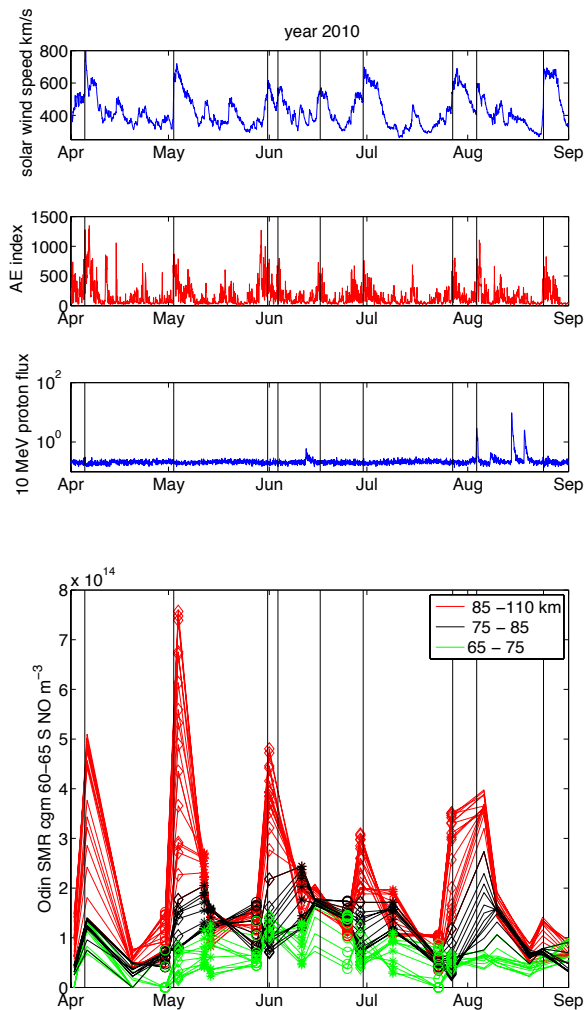 year 2010
solar wind speed km/s
800
600
400
Apr May Jun Jul Aug Sep
AE index
1500
1000
500
0
Apr May Jun Jul Aug Sep
10 MeV proton flux
10^2
10^0
Apr May Jun Jul Aug Sep
Odin SMR cgm 60−65 S NO m^−3
x 10^14
8
7
6
5
4
3
2
1
0
85 −110 km
75 − 85
65 − 75
Apr May Jun Jul Aug Sep